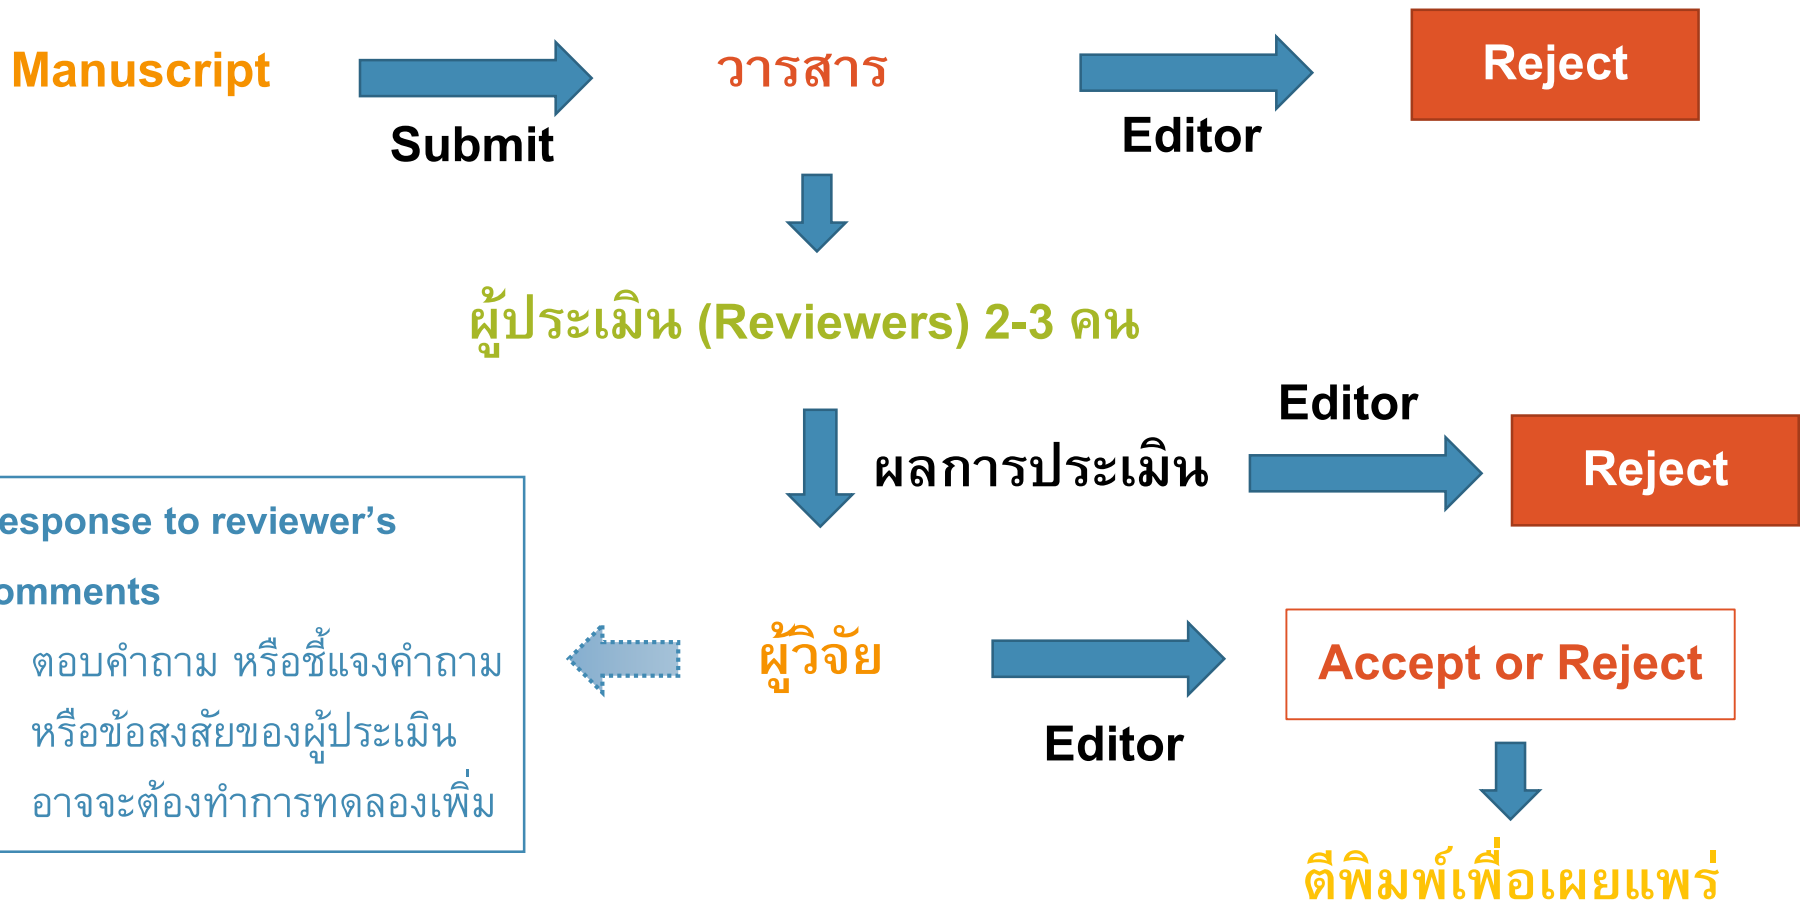 Manuscript
Submit
วารสาร
Editor
Reject
ผู้ประเมิน (Reviewers) 2-3 คน
ผลการประเมิน
Editor
Reject
esponse to reviewer’s
omments
ตอบคำถาม หรือชี้แจงคำถาม
หรือข้อสงสัยของผู้ประเมิน
อาจจะต้องทำการทดลองเพิ่ม
ผู้วิจัย
Editor
Accept or Reject
ตีพิมพ์เพื่อเผยแพร่